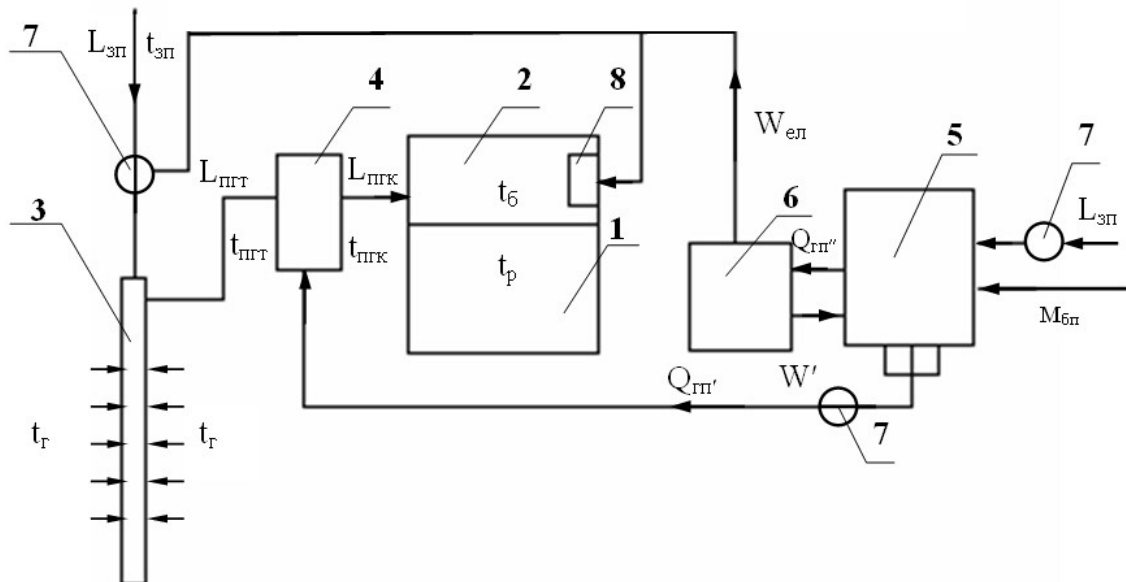 7
L_зп t_зп
4
2
8
W_ел
5
7
L_пгт
L_пгк
t_б
6
L_зп
3
1
Q_гп″
t_пгт
t_пгк
t_р
М_бп
Q_гп′
W′
t_г
t_г
7